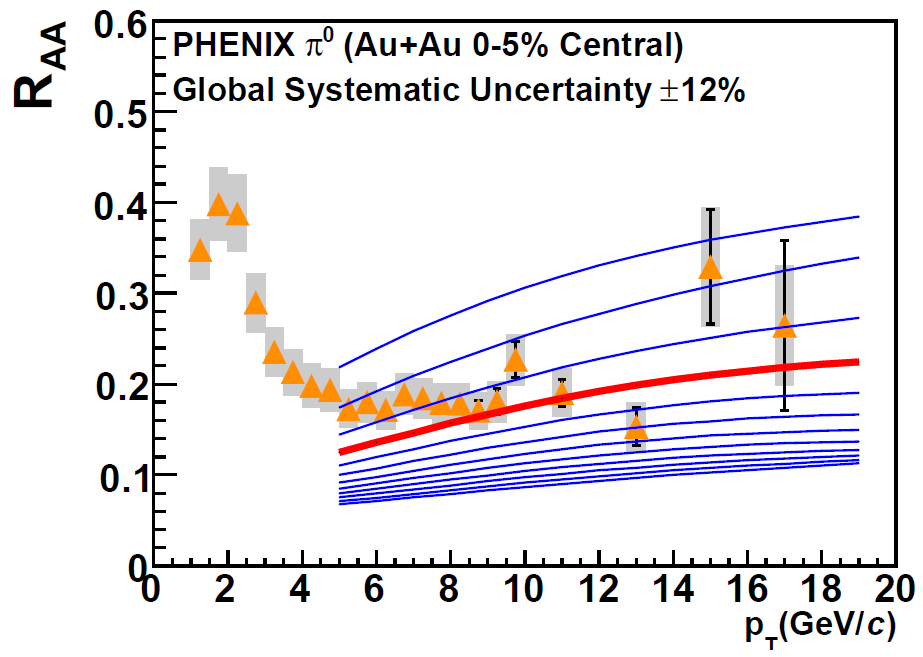 PHENIX π⁰ (Au+Au 0-5% Central)
Global Systematic Uncertainty ±12%
R_AA
0.6
0.5
0.4
0.3
0.2
0.1
0
0 2 4 6 8 10 12 14 16 18 20
p_T(GeV/c)